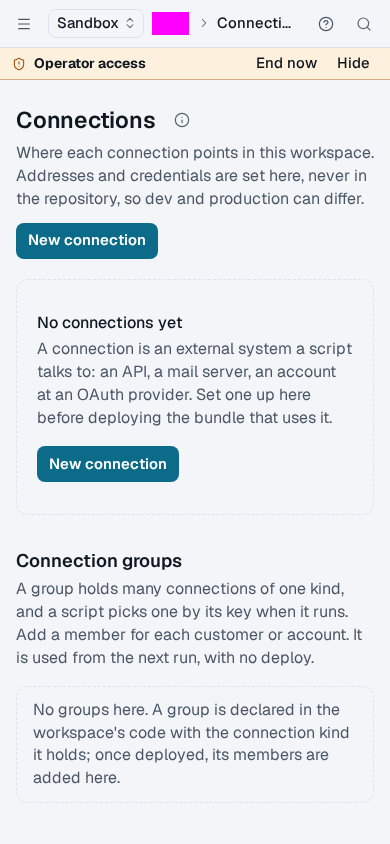 Sandbox
Connecti...
Operator access
End now
Hide
Connections
Where each connection points in this workspace.
Addresses and credentials are set here, never in
the repository, so dev and production can differ.
New connection
No connections yet
A connection is an external system a script
talks to: an API, a mail server, an account
at an OAuth provider. Set one up here
before deploying the bundle that uses it.
New connection
Connection groups
A group holds many connections of one kind,
and a script picks one by its key when it runs.
Add a member for each customer or account. It
is used from the next run, with no deploy.
No groups here. A group is declared in the
workspace's code with the connection kind
it holds; once deployed, its members are
added here.